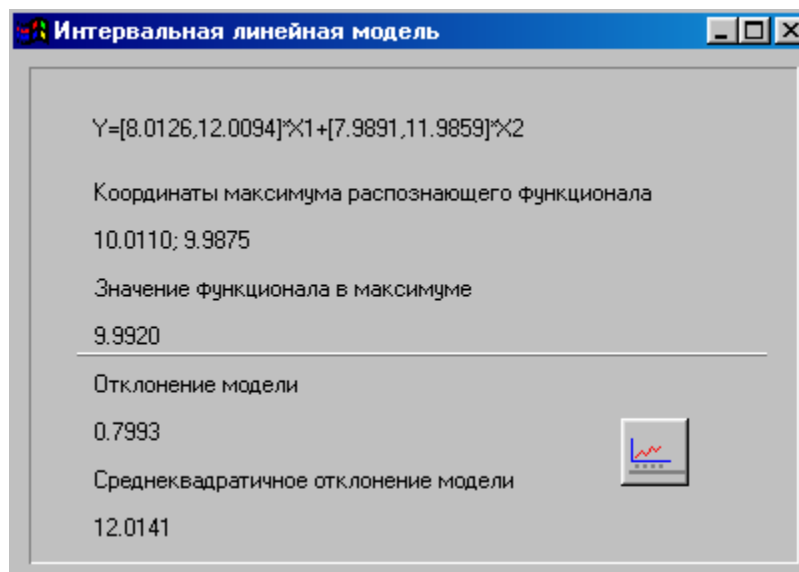 Интервальная линейная модель
Y=[8.0126,12.0094]*X1+[7.9891,11.9859]*X2
Координаты максимума распознающего функционала
10.0110; 9.9875
Значение функционала в максимуме
9.9920
Отклонение модели
0.7993
Среднеквадратичное отклонение модели
12.0141